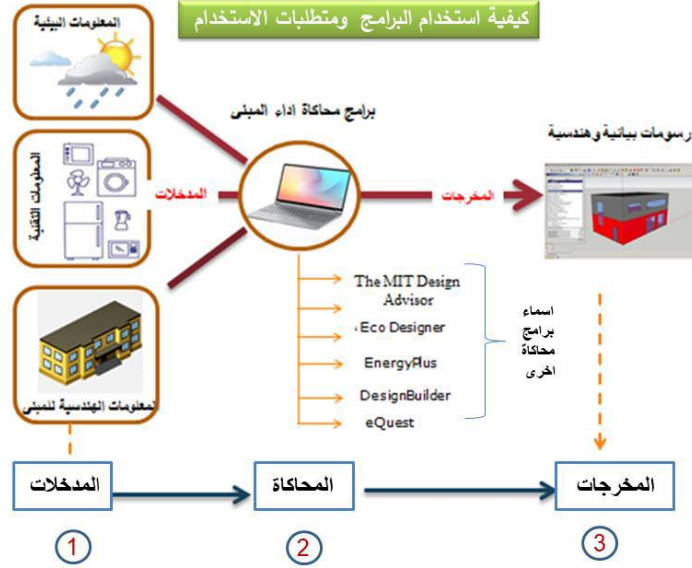 كيفية استخدام البرامج ومتطلبات الاستخدام
المعلومات البيئية
برامج محاكاة اداء المبنى
رسومات بيانية وهندسية
المعلومات التقنية
المدخلات
المخرجات
The MIT Design
Advisor
، Eco Designer
EnergyPlus
DesignBuilder
eQuest
اسماء
برامج
محاكاة
اخرى
لمعلومات الهندسية للمبنى
المدخلات
المحاكاة
المخرجات
1
2
3